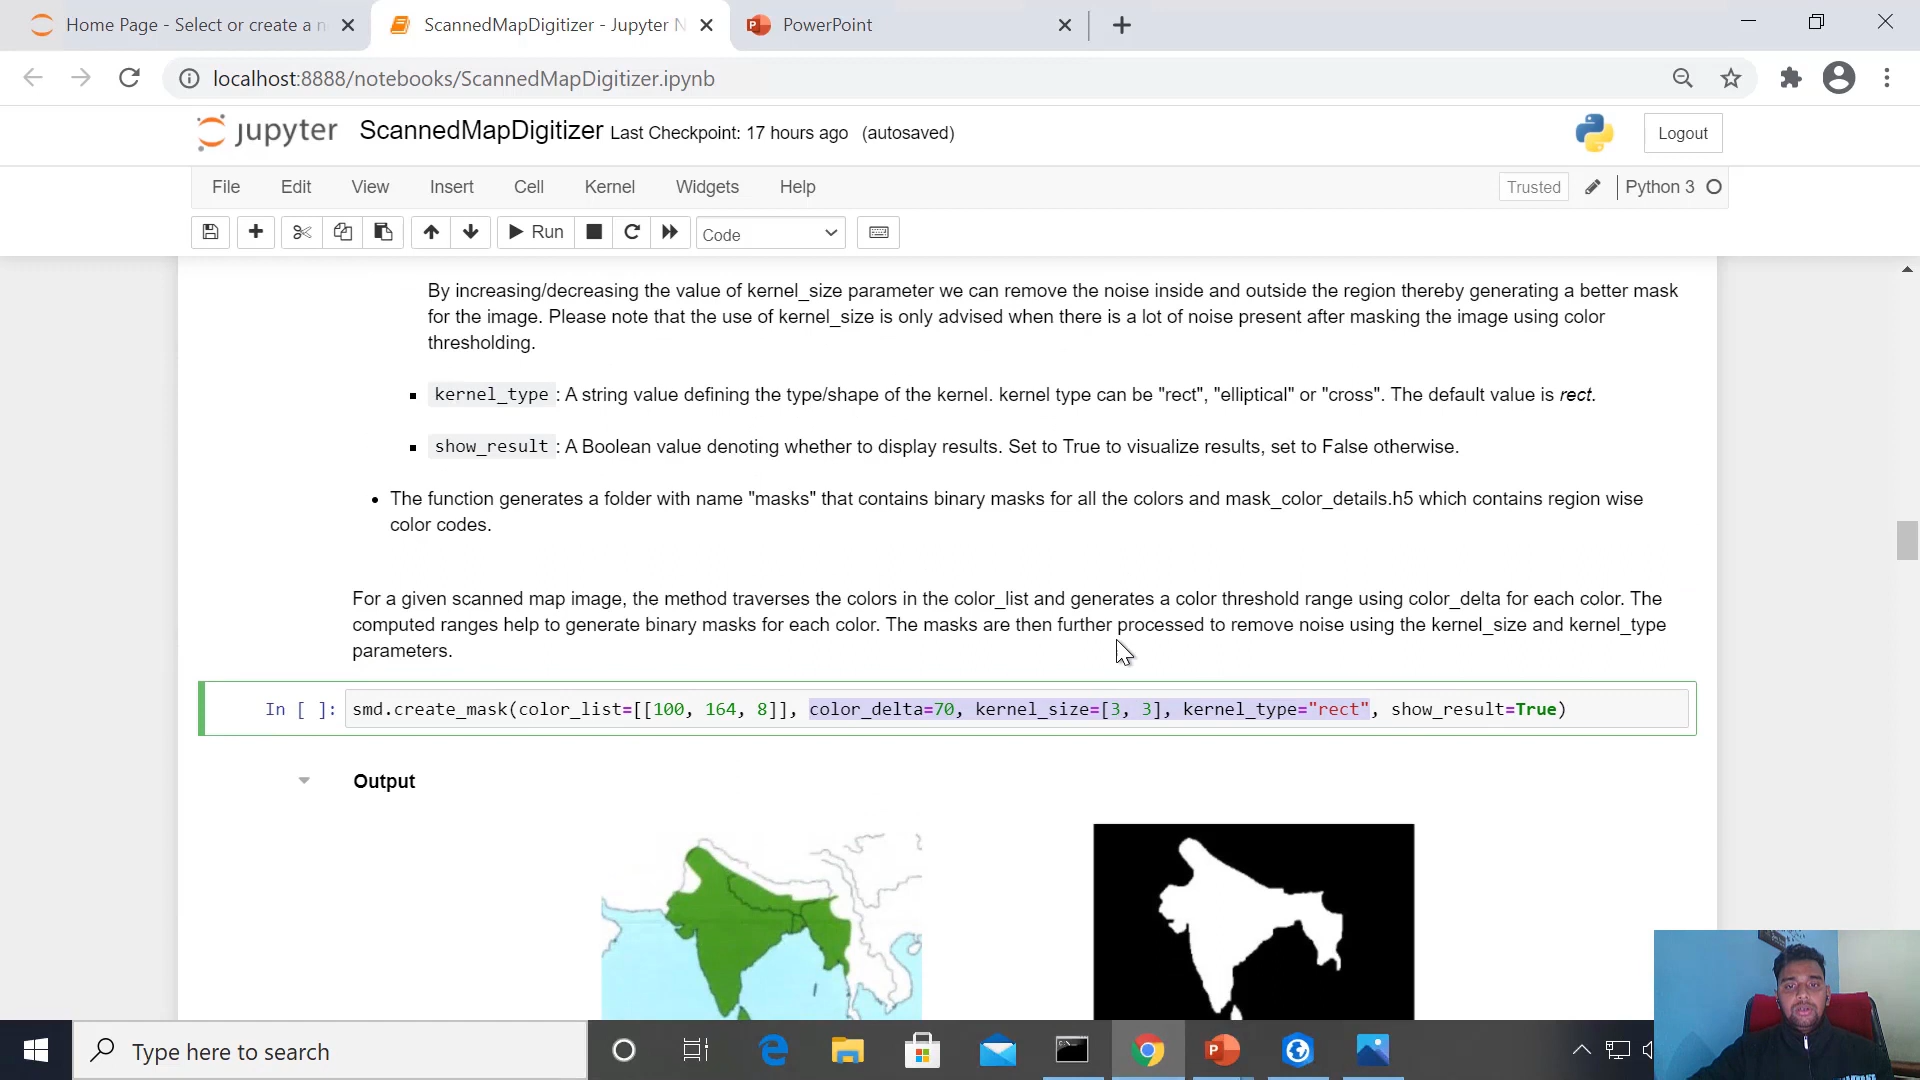 Home Page - Select or create a n
ScannedMapDigitizer - Jupyter N
PowerPoint
localhost:8888/notebooks/ScannedMapDigitizer.ipynb
jupyter
ScannedMapDigitizer Last Checkpoint: 17 hours ago (autosaved)
Logout
File Edit View Insert Cell Kernel Widgets Help
Trusted
Python 3
Run
Code
By increasing/decreasing the value of kernel_size parameter we can remove the noise inside and outside the region thereby generating a better mask
for the image. Please note that the use of kernel_size is only advised when there is a lot of noise present after masking the image using color
thresholding.
▪ kernel_type : A string value defining the type/shape of the kernel. kernel type can be "rect", "elliptical" or "cross". The default value is rect.
▪ show_result : A Boolean value denoting whether to display results. Set to True to visualize results, set to False otherwise.
• The function generates a folder with name "masks" that contains binary masks for all the colors and mask_color_details.h5 which contains region wise
color codes.
For a given scanned map image, the method traverses the colors in the color_list and generates a color threshold range using color_delta for each color. The
computed ranges help to generate binary masks for each color. The masks are then further processed to remove noise using the kernel_size and kernel_type
parameters.
In [ ]: smd.create_mask(color_list=[[100, 164, 8]], color_delta=70, kernel_size=[3, 3], kernel_type="rect", show_result=True)
Output
Type here to search